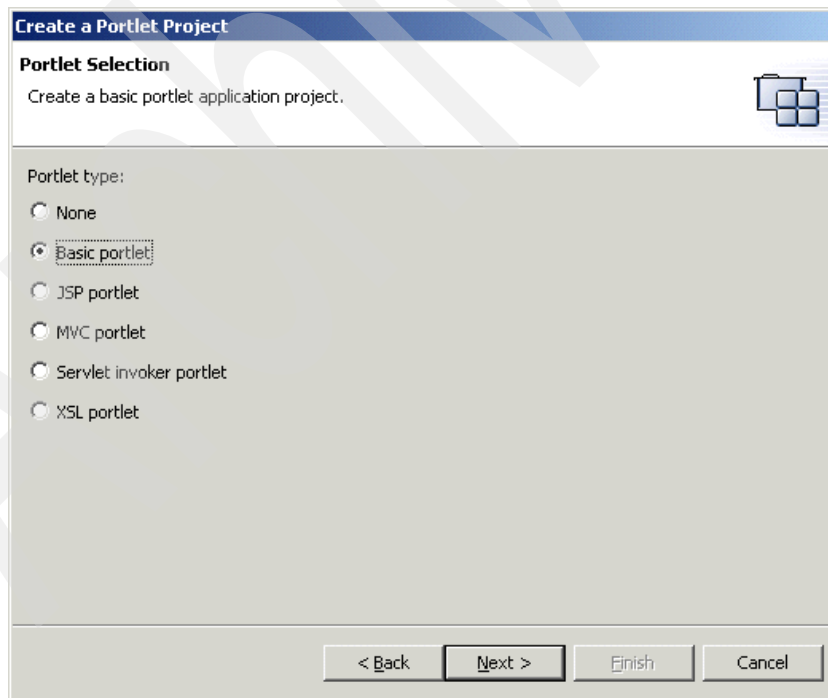 Create a Portlet Project
Portlet Selection
Create a basic portlet application project.
Portlet type:
None
Basic portlet
JSP portlet
MVC portlet
Servlet invoker portlet
XSL portlet
< Back
Next >
Finish
Cancel